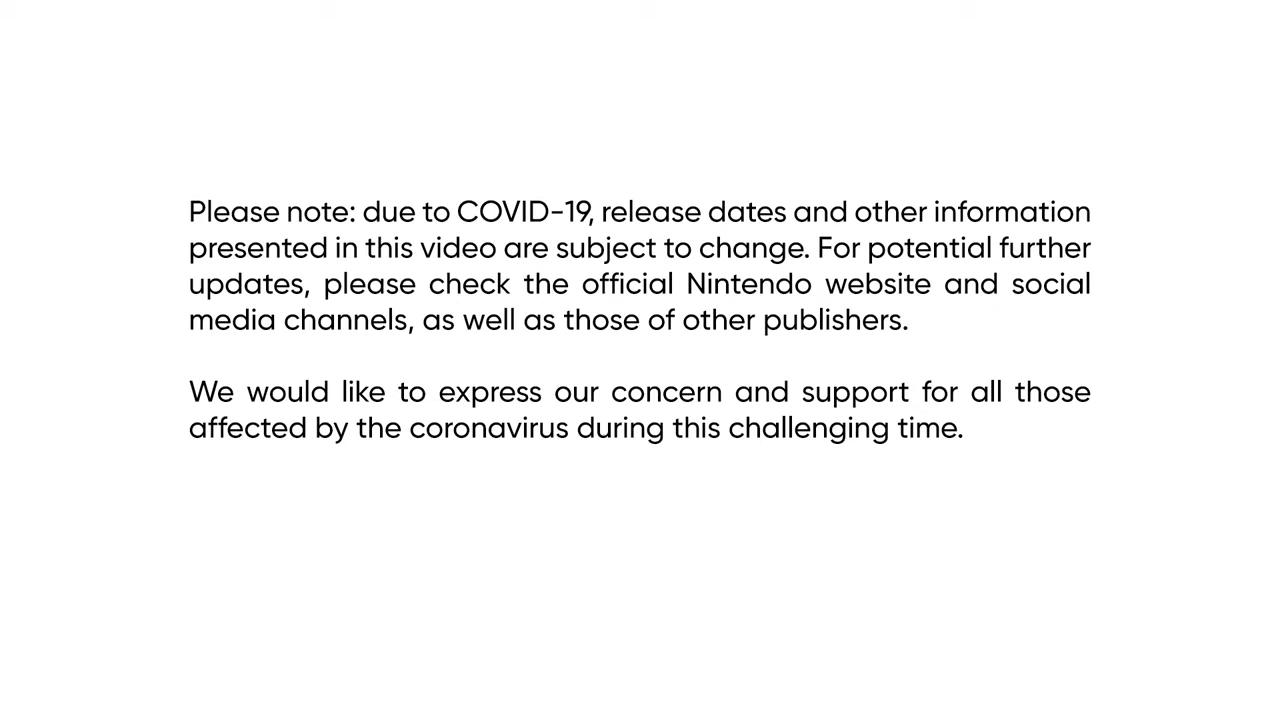 Please note: due to COVID-19, release dates and other information
presented in this video are subject to change. For potential further
updates, please check the official Nintendo website and social
media channels, as well as those of other publishers.
We would like to express our concern and support for all those
affected by the coronavirus during this challenging time.